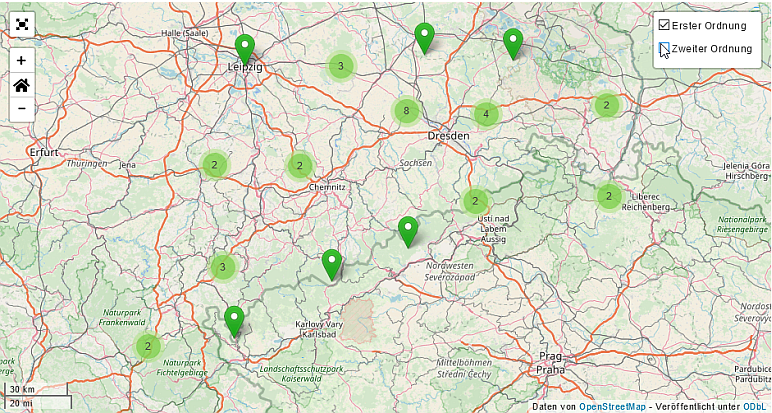 Halle (Saale)
Erster Ordnung
Zweiter Ordnung
+
−
Leipzig
3
8
4
2
Dresden
Erfurt
Thüringen
Jena
2
2
Sachsen
Chemnitz
Jelenia Góra
Hirschberg
2
2
Ústí nad
Labem
Aussig
Liberec
Reichenberg
Nationalpark
Riesengebirge
3
Nordwesten
Severozápad
Naturpark
Frankenwald
Karlovy Vary
Karlsbad
2
Naturpark
Fichtelgebirge
Landschaftsschutzpark
Kaiserwald
Mittelböhmen
Střední Čechy
Prag
Praha
30 km
20 mi
Daten von OpenStreetMap - Veröffentlicht unter ODbL